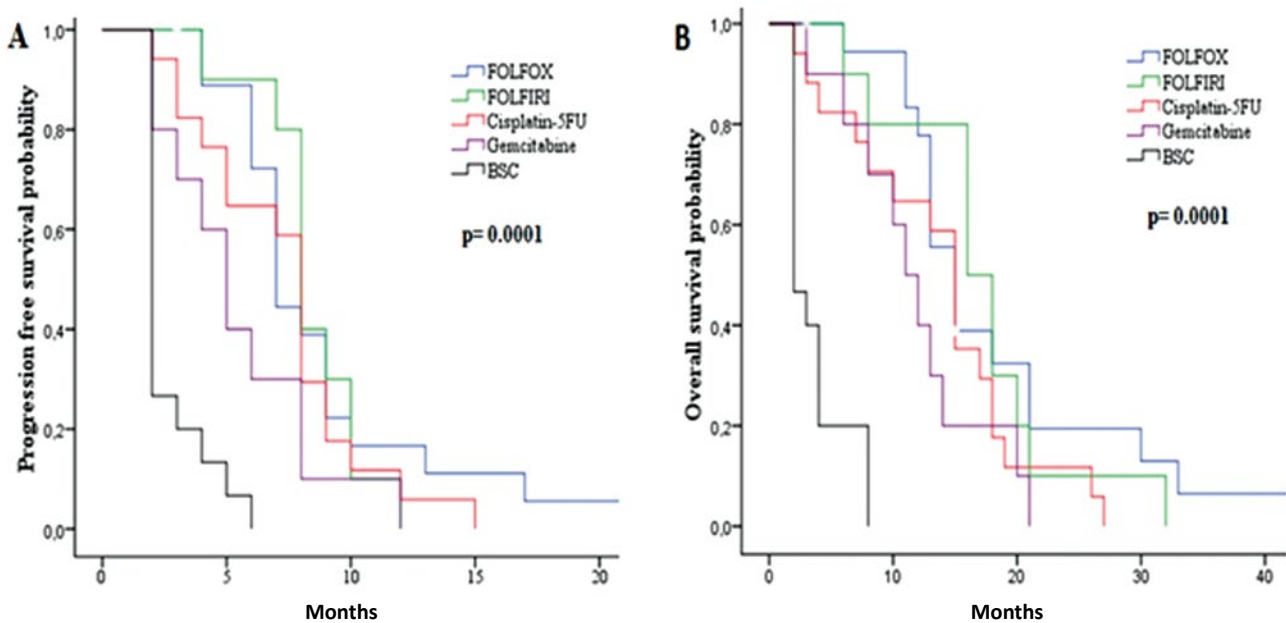 A
Progression free survival probability
1,0
0,8
0,6
0,4
0,2
0,0
FOLFOX
FOLFIRI
Cisplatin-5FU
Gemcitabine
BSC
p= 0.0001
0 5 10 15 20
Months
B
Overall survival probability
1,0
0,8
0,6
0,4
0,2
0,0
FOLFOX
FOLFIRI
Cisplatin-5FU
Gemcitabine
BSC
p= 0.0001
0 10 20 30 40
Months